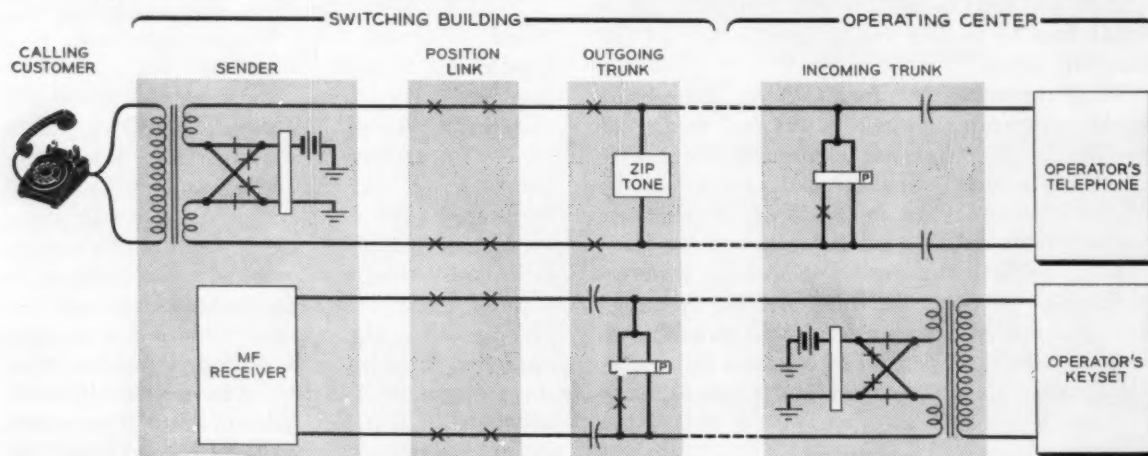 SWITCHING BUILDING
OPERATING CENTER
CALLING
CUSTOMER
SENDER
POSITION
LINK
OUTGOING
TRUNK
INCOMING TRUNK
ZIP
TONE
P
OPERATOR'S
TELEPHONE
MF
RECEIVER
P
OPERATOR'S
KEYSET